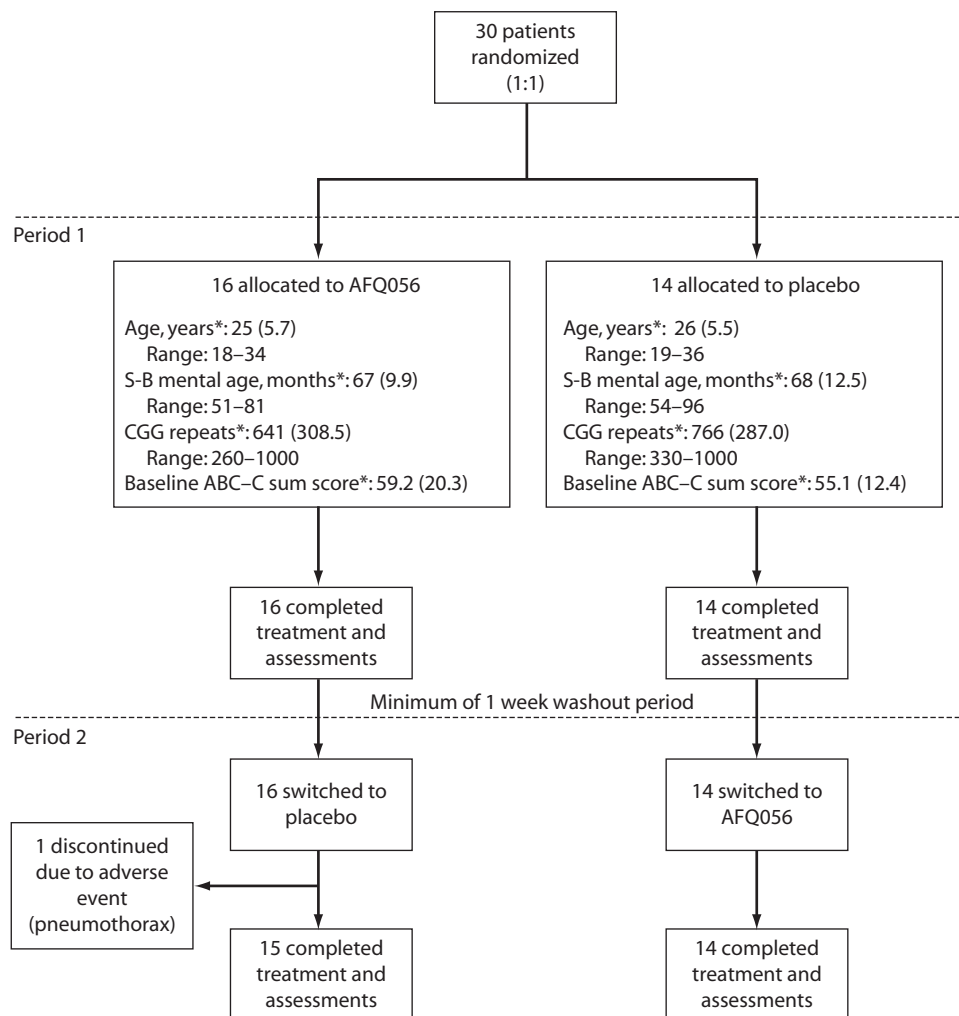 30 patients
randomized
(1:1)
Period 1
16 allocated to AFQ056
Age, years*: 25 (5.7)
Range: 18–34
S-B mental age, months*: 67 (9.9)
Range: 51–81
CGG repeats*: 641 (308.5)
Range: 260–1000
Baseline ABC–C sum score*: 59.2 (20.3)
14 allocated to placebo
Age, years*: 26 (5.5)
Range: 19–36
S-B mental age, months*: 68 (12.5)
Range: 54–96
CGG repeats*: 766 (287.0)
Range: 330–1000
Baseline ABC–C sum score*: 55.1 (12.4)
16 completed
treatment and
assessments
14 completed
treatment and
assessments
Minimum of 1 week washout period
Period 2
16 switched to
placebo
14 switched to
AFQ056
1 discontinued
due to adverse
event
(pneumothorax)
15 completed
treatment and
assessments
14 completed
treatment and
assessments